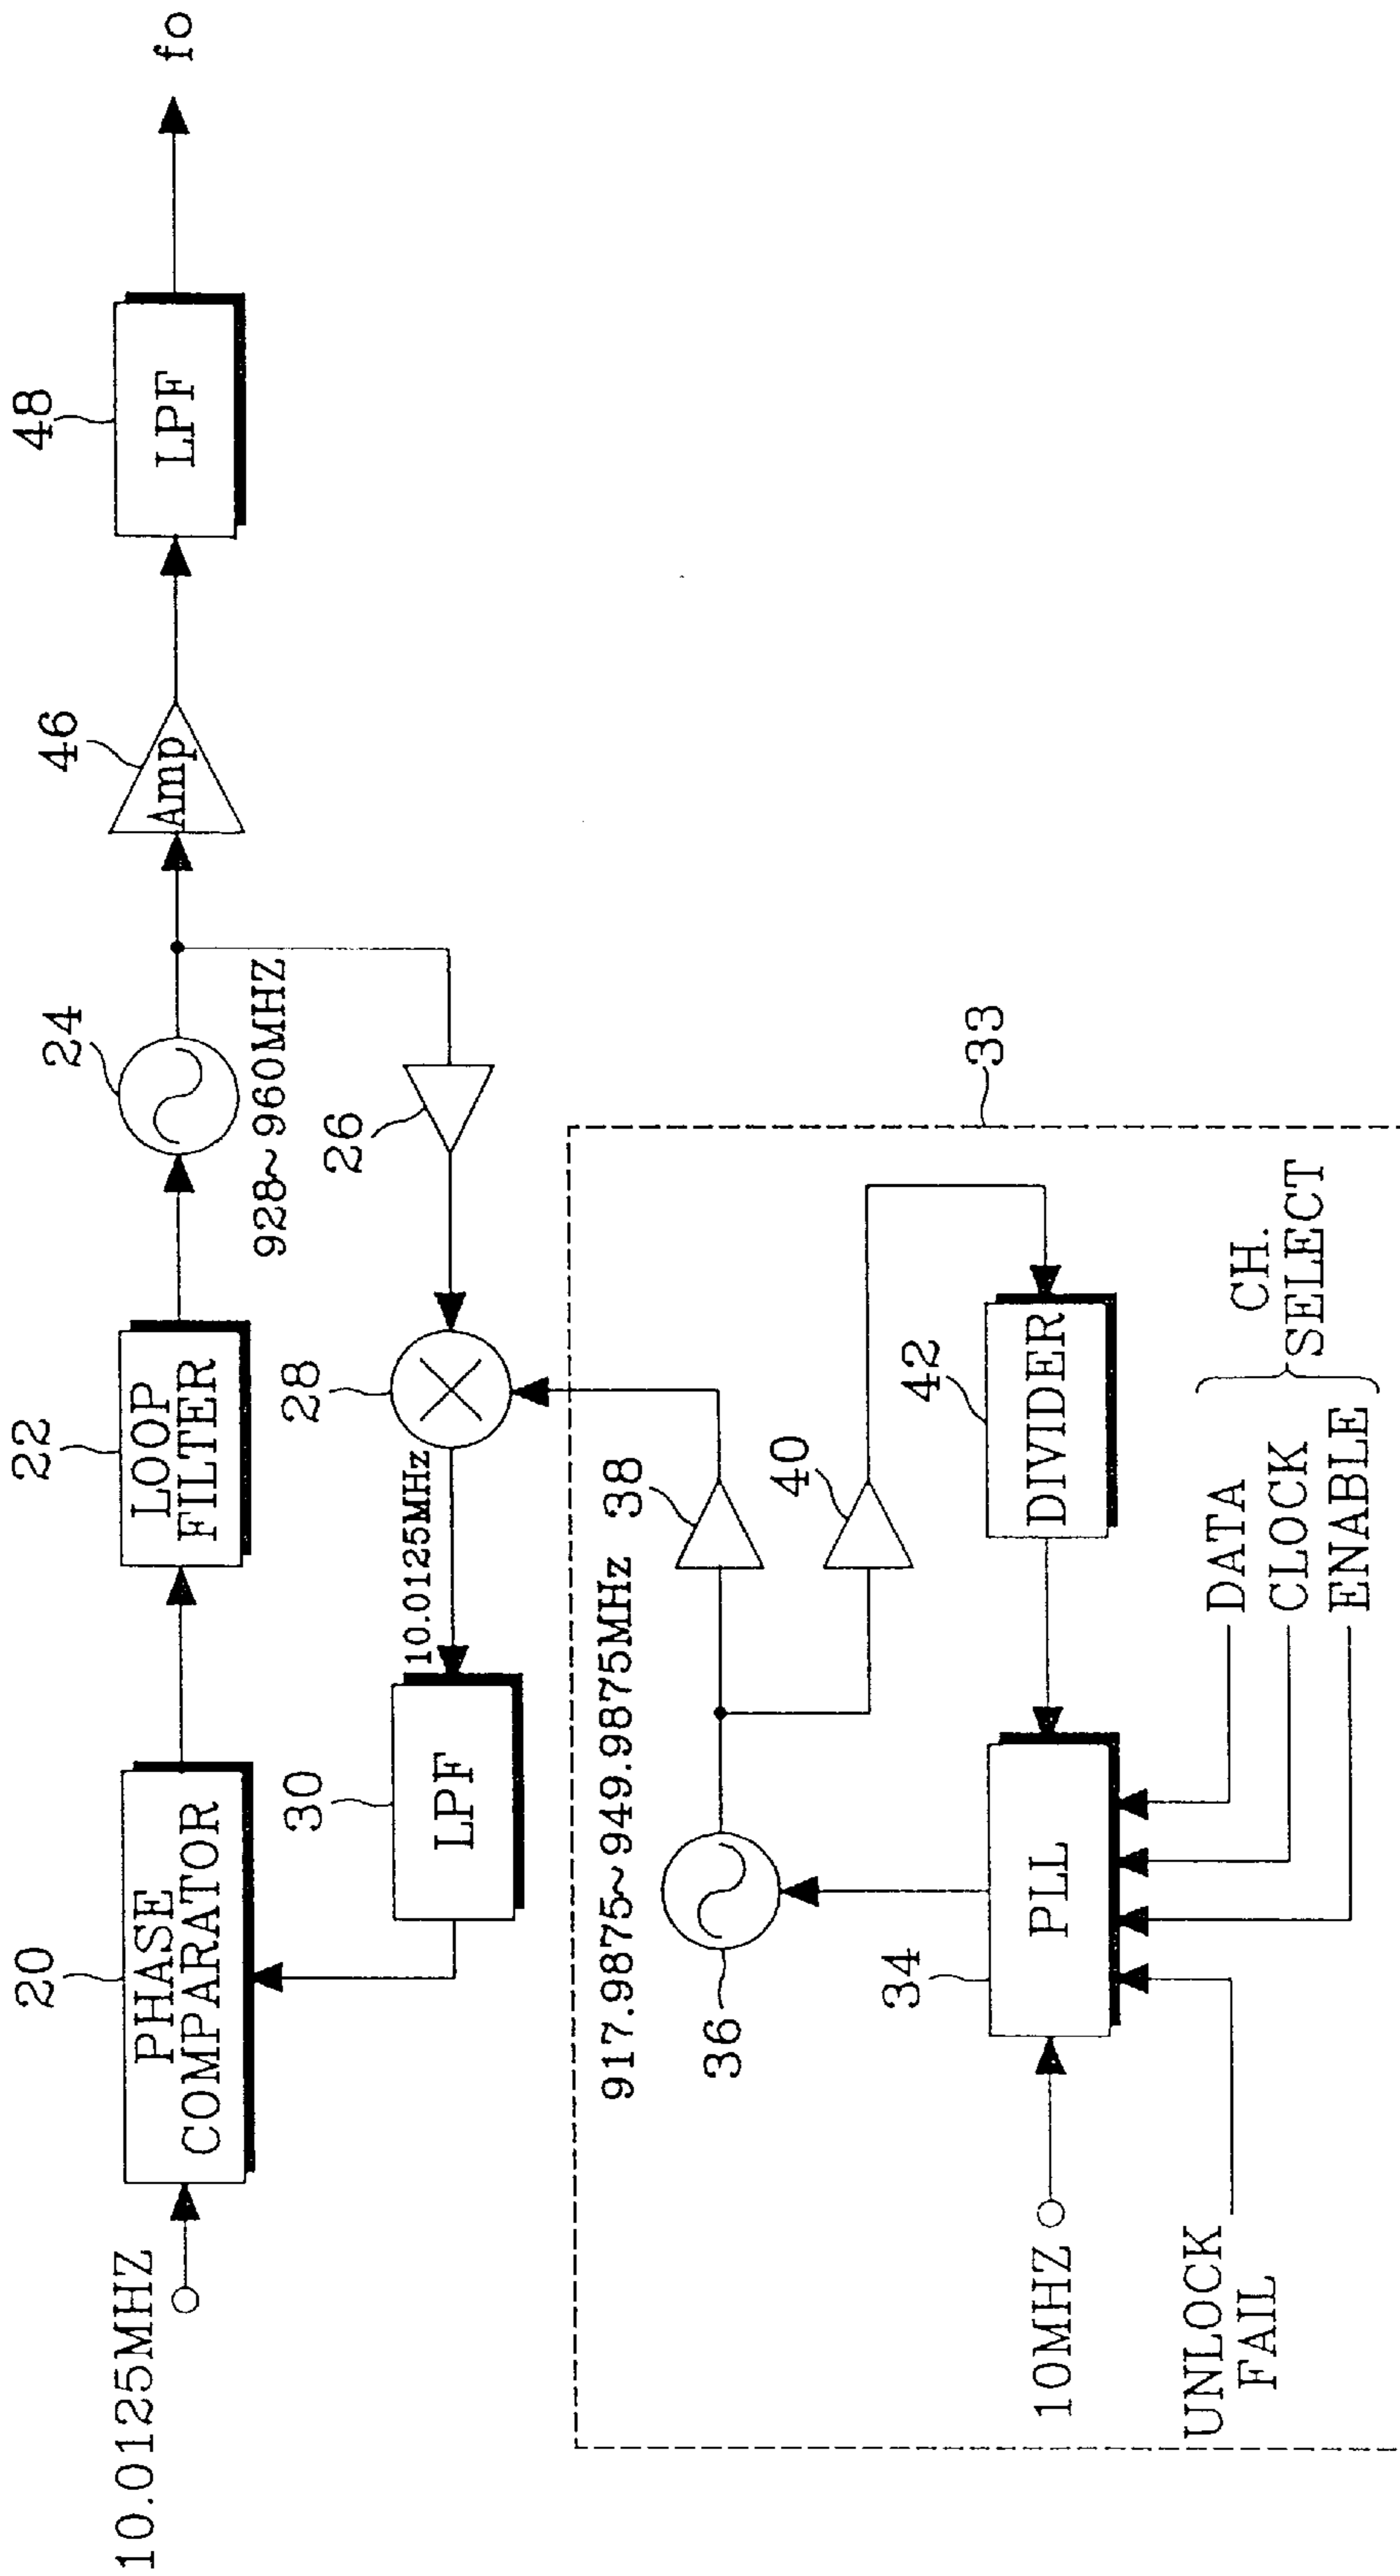 10.0125MHZ
20
PHASE
COMPARATOR
22
LOOP
FILTER
24
928~960MHZ
46
Amp
48
LPF
fo
30
LPF
10.0125MHz
28
26
33
917.9875~949.9875MHz
36
38
40
34
PLL
42
DIVIDER
10MHZ
UNLOCK
FAIL
DATA
CLOCK
ENABLE
CH.
SELECT